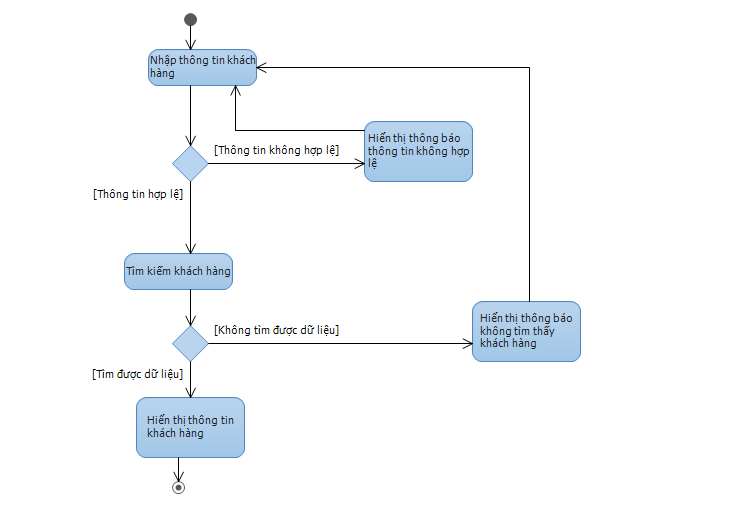 Nhập thông tin khách
hàng
[Thông tin không hợp lệ]
Hiển thị thông báo
thông tin không hợp
lệ
[Thông tin hợp lệ]
Tìm kiếm khách hàng
[Không tìm được dữ liệu]
Hiển thị thông báo
không tìm thấy
khách hàng
[Tìm được dữ liệu]
Hiển thị thông tin
khách hàng